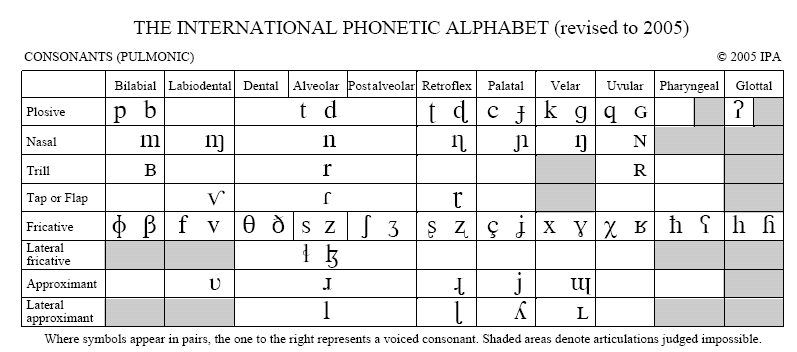 THE INTERNATIONAL PHONETIC ALPHABET (revised to 2005)
CONSONANTS (PULMONIC) © 2005 IPA
Bilabial Labiodental Dental Alveolar Postalveolar Retroflex Palatal Velar Uvular Pharyngeal Glottal
Plosive p b t d ʈ ɖ c ɟ k ɡ q ɢ ʔ
Nasal m ɱ n ɳ ɲ ŋ ɴ
Trill ʙ r ʀ
Tap or Flap ⱱ ɾ ɽ
Fricative ɸ β f v θ ð s z ʃ ʒ ʂ ʐ ç ʝ x ɣ χ ʁ ħ ʕ h ɦ
Lateral
fricative ɬ ɮ
Approximant ʋ ɹ ɻ j ɰ
Lateral
approximant l ɭ ʎ ʟ
Where symbols appear in pairs, the one to the right represents a voiced consonant. Shaded areas denote articulations judged impossible.